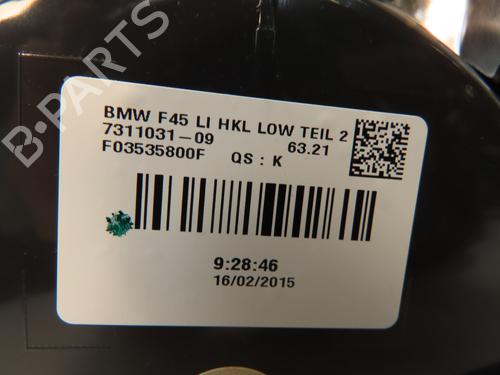 BMW F45 LI HKL LOW TEIL 2
7311031-09 63.21
F03535800F QS : K
9:28:46
16/02/2015
B-PARTS